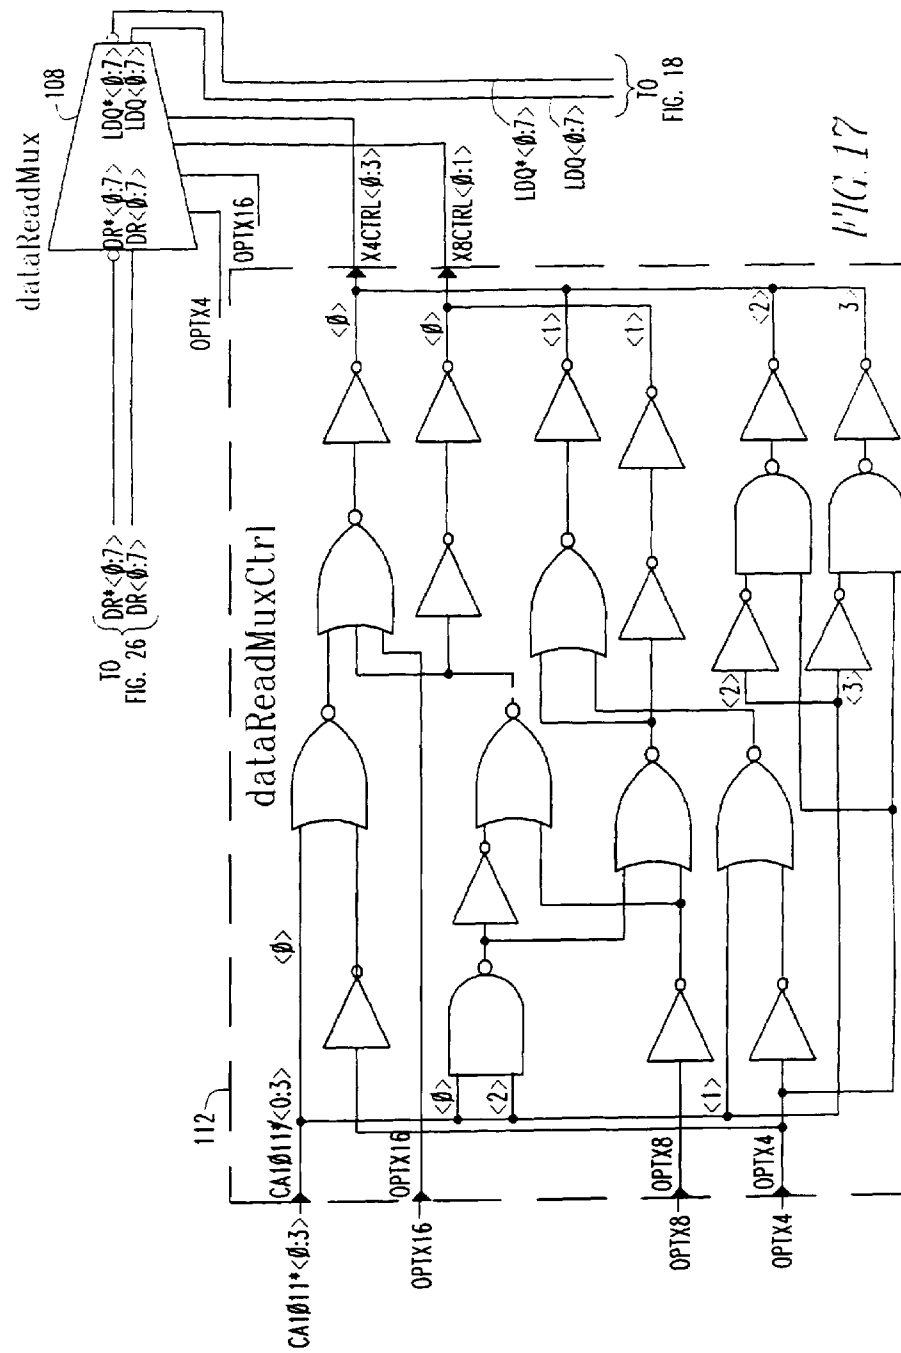 dataReadMux
108
DR*<Ø:7>
DR<Ø:7>
LDQ*<Ø:7>
LDQ<Ø:7>
TO
FIG. 26
DR*<Ø:7>
DR<Ø:7>
OPTX4
OPTX16
LDQ*<Ø:7>
LDQ<Ø:7>
TO
FIG. 18
112
dataReadMuxCtrl
CA1Ø11*<Ø:3>
CA1Ø11*<0:3>
<Ø>
<Ø>
X4CTRL<Ø:3>
OPTX16
OPTX16
<Ø>
<2>
<Ø>
X8CTRL<Ø:1>
<1>
OPTX8
OPTX8
<1>
<1>
OPTX4
OPTX4
<2>
<2>
<3>
3
FIG. 17